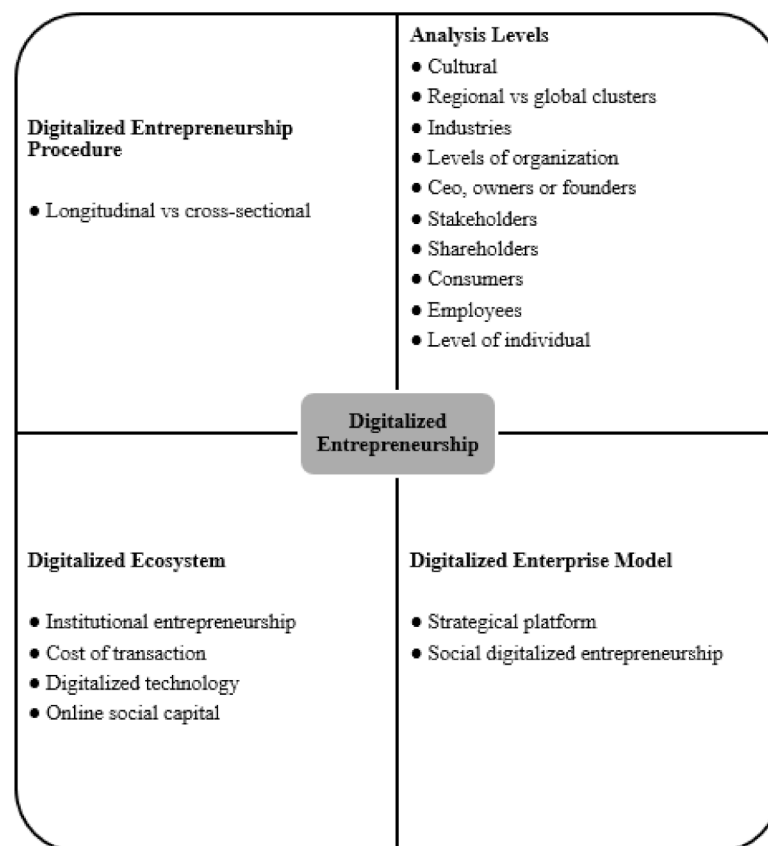 Digitalized Entrepreneurship
Procedure
● Longitudinal vs cross-sectional
Analysis Levels
● Cultural
● Regional vs global clusters
● Industries
● Levels of organization
● Ceo, owners or founders
● Stakeholders
● Shareholders
● Consumers
● Employees
● Level of individual
Digitalized
Entrepreneurship
Digitalized Ecosystem
● Institutional entrepreneurship
● Cost of transaction
● Digitalized technology
● Online social capital
Digitalized Enterprise Model
● Strategical platform
● Social digitalized entrepreneurship